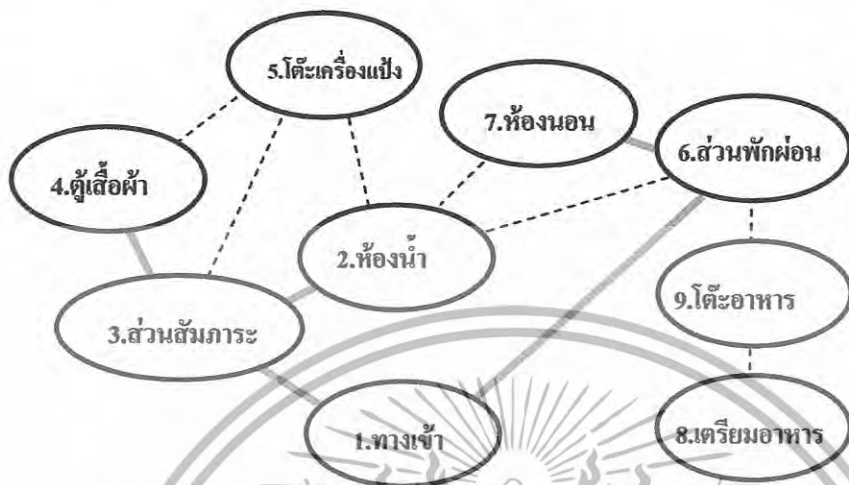 5.โต๊ะเครื่องแป้ง
7.ห้องนอน
6.ส่วนพักผ่อน
4.ตู้เสื้อผ้า
2.ห้องน้ำ
9.โต๊ะอาหาร
3.ส่วนสัมภาระ
1.ทางเข้า
8.เตรียมอาหาร